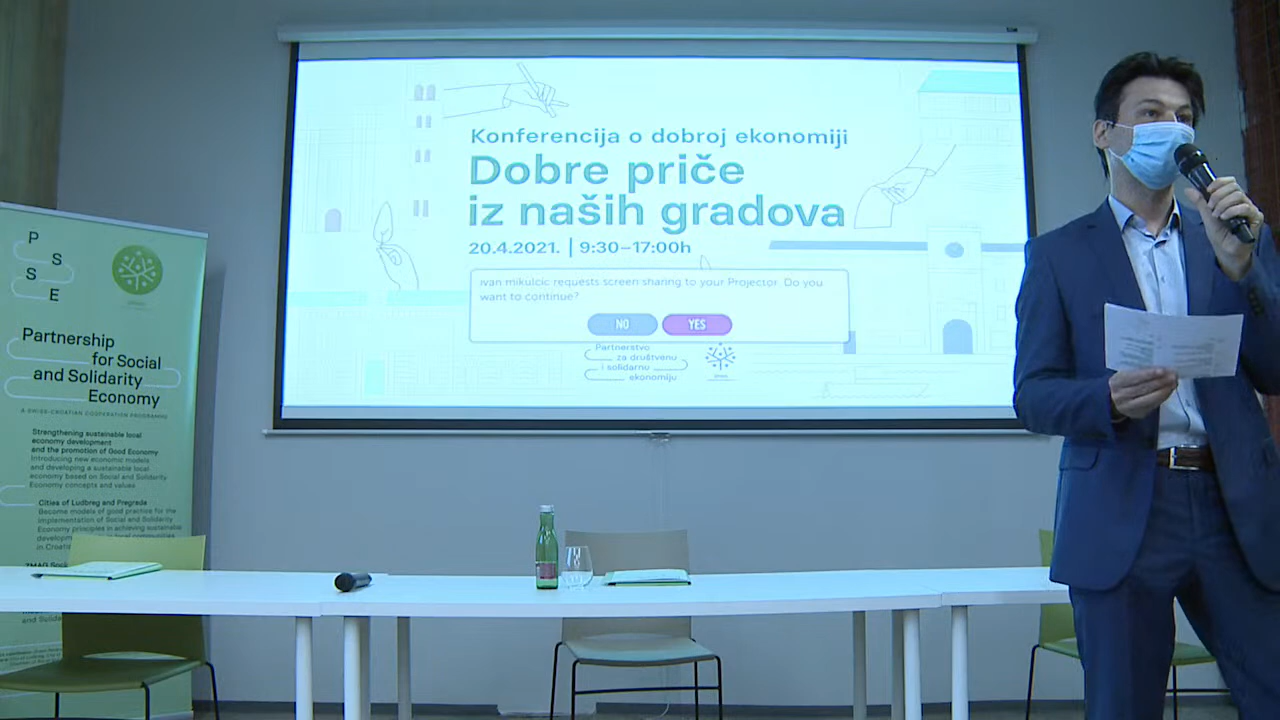 Konferencija o dobroj ekonomiji
Dobre priče
iz naših gradova
20.4.2021. | 9:30–17:00h
ivan mikulcic requests screen sharing to your Projector. Do you
want to continue?
NO YES
Partnerstvo
za društvenu
i solidarnu
ekonomiju
P
S
S
E
Partnership
for Social
and Solidarity
Economy
A SWISS-CROATIAN COOPERATION PROGRAMME
Strengthening sustainable local
economy development
and the promotion of Good Economy
Introducing new economic models
and developing a sustainable local
economy based on Social and Solidarity
Economy concepts and values
Cities of Ludbreg and Pregrada
Become models of good practice for the
implementation of Social and Solidarity
Economy principles in achieving sustainable
in Croatia